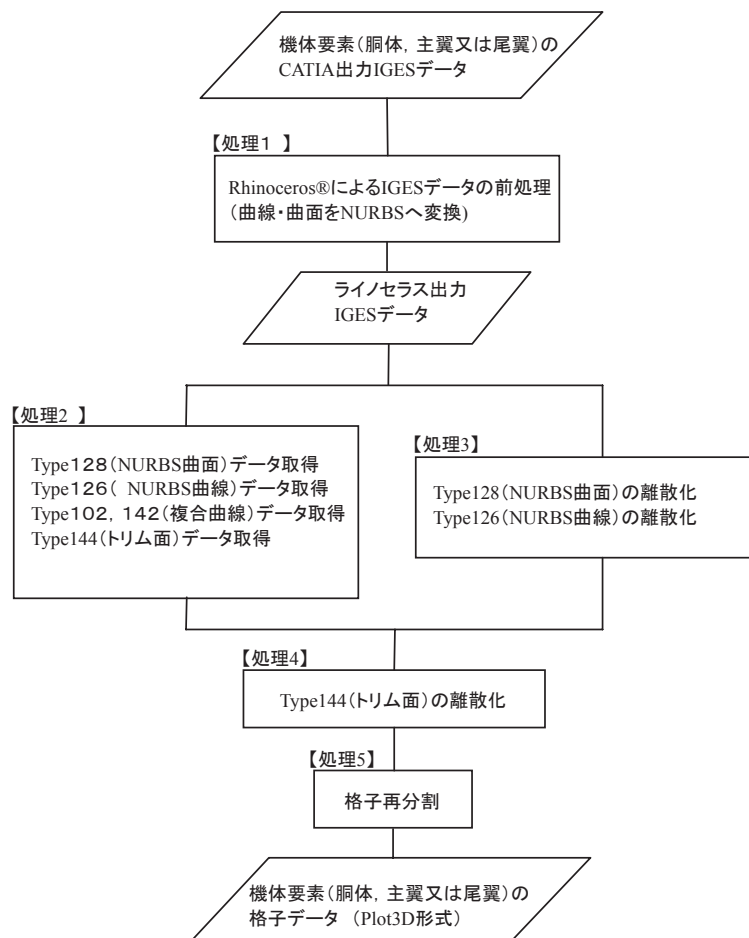 機体要素(胴体, 主翼又は尾翼)の
CATIA出力IGESデータ
【処理1 】
Rhinoceros®によるIGESデータの前処理
(曲線・曲面をNURBSへ変換)
ライノセラス出力
IGESデータ
【処理2 】
Type128(NURBS曲面)データ取得
Type126( NURBS曲線)データ取得
Type102, 142(複合曲線)データ取得
Type144(トリム面)データ取得
【処理3】
Type128(NURBS曲面)の離散化
Type126(NURBS曲線)の離散化
【処理4】
Type144(トリム面)の離散化
【処理5】
格子再分割
機体要素(胴体, 主翼又は尾翼)の
格子データ (Plot3D形式)